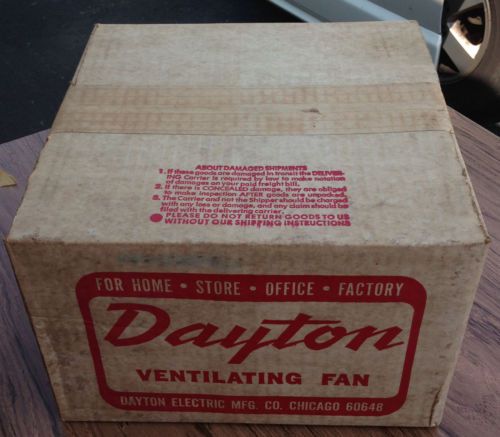 ABOUT DAMAGED SHIPMENTS
1. If these goods are damaged in transit the DELIVER-
ING Carrier is required by law to make notation
of damages on your paid freight bill.
2. If there is CONCEALED damage, they are obliged
to make inspection AFTER goods are unpacked.
3. The Carrier and not the Shipper should be charged
with any loss or damage, and any claim should be
filed with the delivering carrier.
● PLEASE DO NOT RETURN GOODS TO US
WITHOUT OUR SHIPPING INSTRUCTIONS
FOR HOME • STORE • OFFICE • FACTORY
Dayton
VENTILATING FAN
DAYTON ELECTRIC MFG. CO. CHICAGO 60648